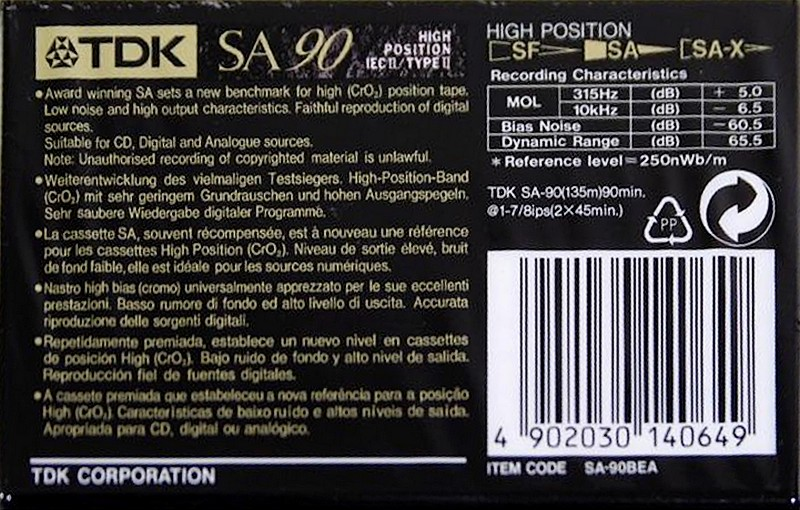 TDK SA 90 HIGH POSITION IECII/TYPEII
•Award winning SA sets a new benchmark for high (CrO₂) position tape.
Low noise and high output characteristics. Faithful reproduction of digital
sources.
Suitable for CD, Digital and Analogue sources.
Note: Unauthorised recording of copyrighted material is unlawful.
•Weiterentwicklung des vielmaligen Testsiegers. High-Position-Band
(CrO₂) mit sehr geringem Grundrauschen und hohen Ausgangspegeln.
Sehr saubere Wiedergabe digitaler Programme.
•La cassette SA, souvent récompensée, est à nouveau une référence
pour les cassettes High Position (CrO₂). Niveau de sortie élevé, bruit
de fond faible, elle est idéale pour les sources numériques.
•Nastro high bias (cromo) universalmente apprezzato per le sue eccellenti
prestazioni. Basso rumore di fondo ed alto livello di uscita. Accurata
riproduzione delle sorgenti digitali.
•Repetidamente premiada, establece un nuevo nivel en cassettes
de posición High (CrO₂). Bajo ruido de fondo y alto nivel de salida.
Reproducción fiel de fuentes digitales.
•A cassete premiada que estabeleceu a nova referência para a posição
High (CrO₂). Características de baixo ruído e altos níveis de saída.
Apropriada para CD, digital ou analógico.
TDK CORPORATION
HIGH POSITION
SF SA SA-X
Recording Characteristics
MOL 315Hz (dB) + 5.0
10kHz (dB) − 6.5
Bias Noise (dB) −60.5
Dynamic Range (dB) 65.5
* Reference level=250nWb/m
TDK SA-90(135m)90min.
@1-7/8ips(2×45min.)
PP
4 902030 140649
ITEM CODE SA-90BEA